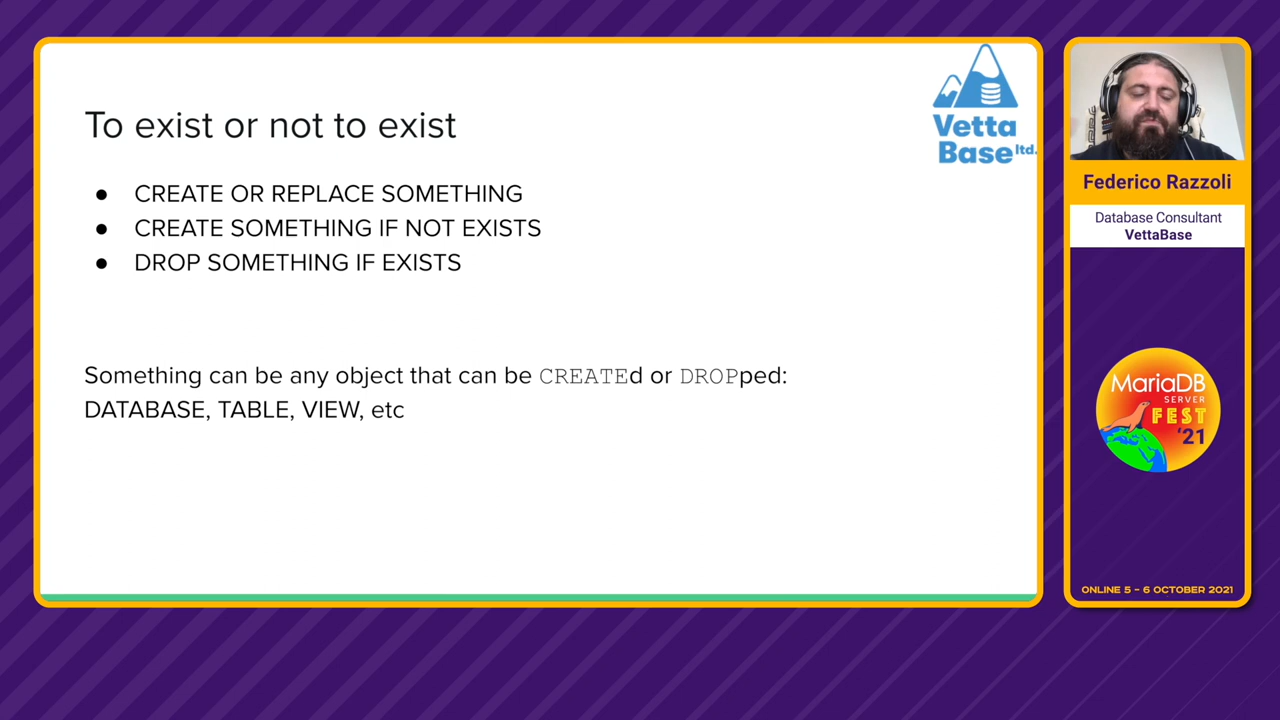 To exist or not to exist
● CREATE OR REPLACE SOMETHING
● CREATE SOMETHING IF NOT EXISTS
● DROP SOMETHING IF EXISTS
Something can be any object that can be CREATEd or DROPped:
DATABASE, TABLE, VIEW, etc
Vetta
Base ltd.
Federico Razzoli
Database Consultant
VettaBase
MariaDB
SERVER
FEST
'21
ONLINE 5 – 6 OCTOBER 2021